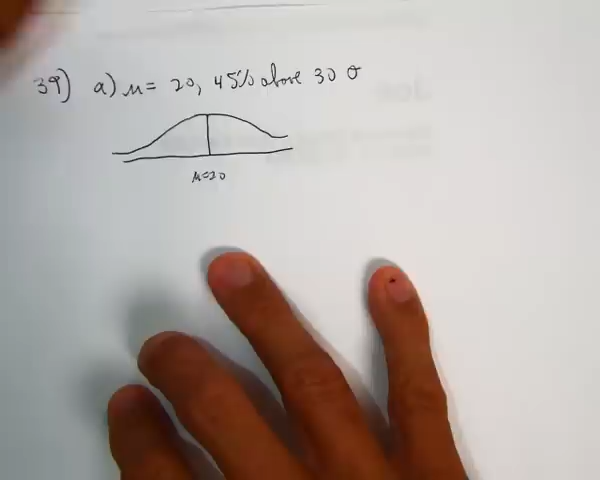 39) a) μ = 20, 45% above 30 σ
μ=20